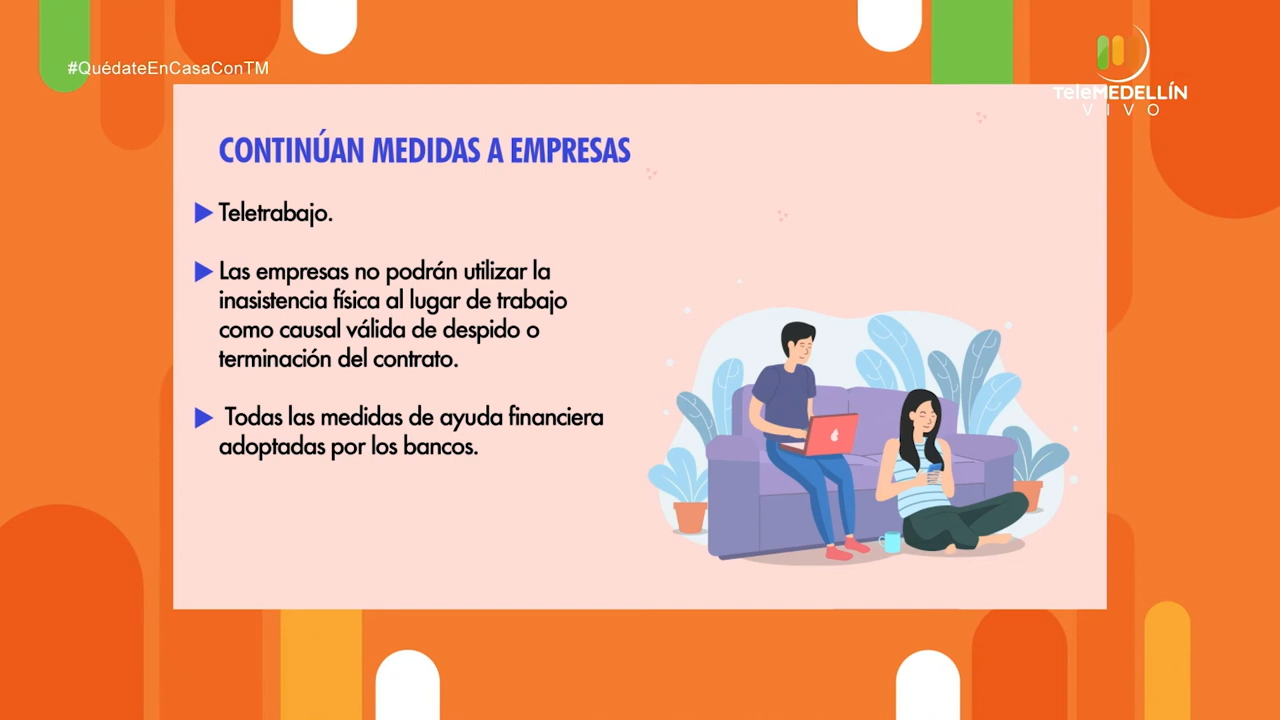 #QuédateEnCasaConTM
TeleMEDELLÍN
VIVO
CONTINÚAN MEDIDAS A EMPRESAS
Teletrabajo.
Las empresas no podrán utilizar la
inasistencia física al lugar de trabajo
como causal válida de despido o
terminación del contrato.
Todas las medidas de ayuda financiera
adoptadas por los bancos.